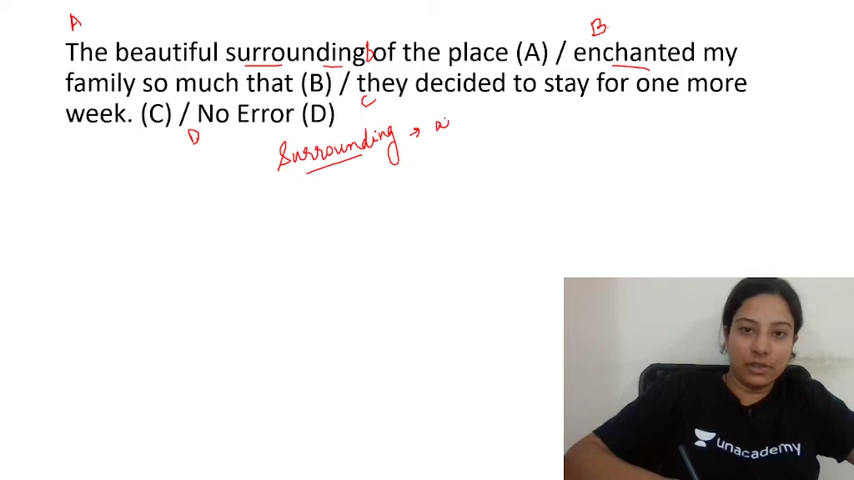 A
B
The beautiful surrounding of the place (A) / enchanted my
family so much that (B) / they decided to stay for one more
C
week. (C) / No Error (D)
D
Surrounding →
unacademy